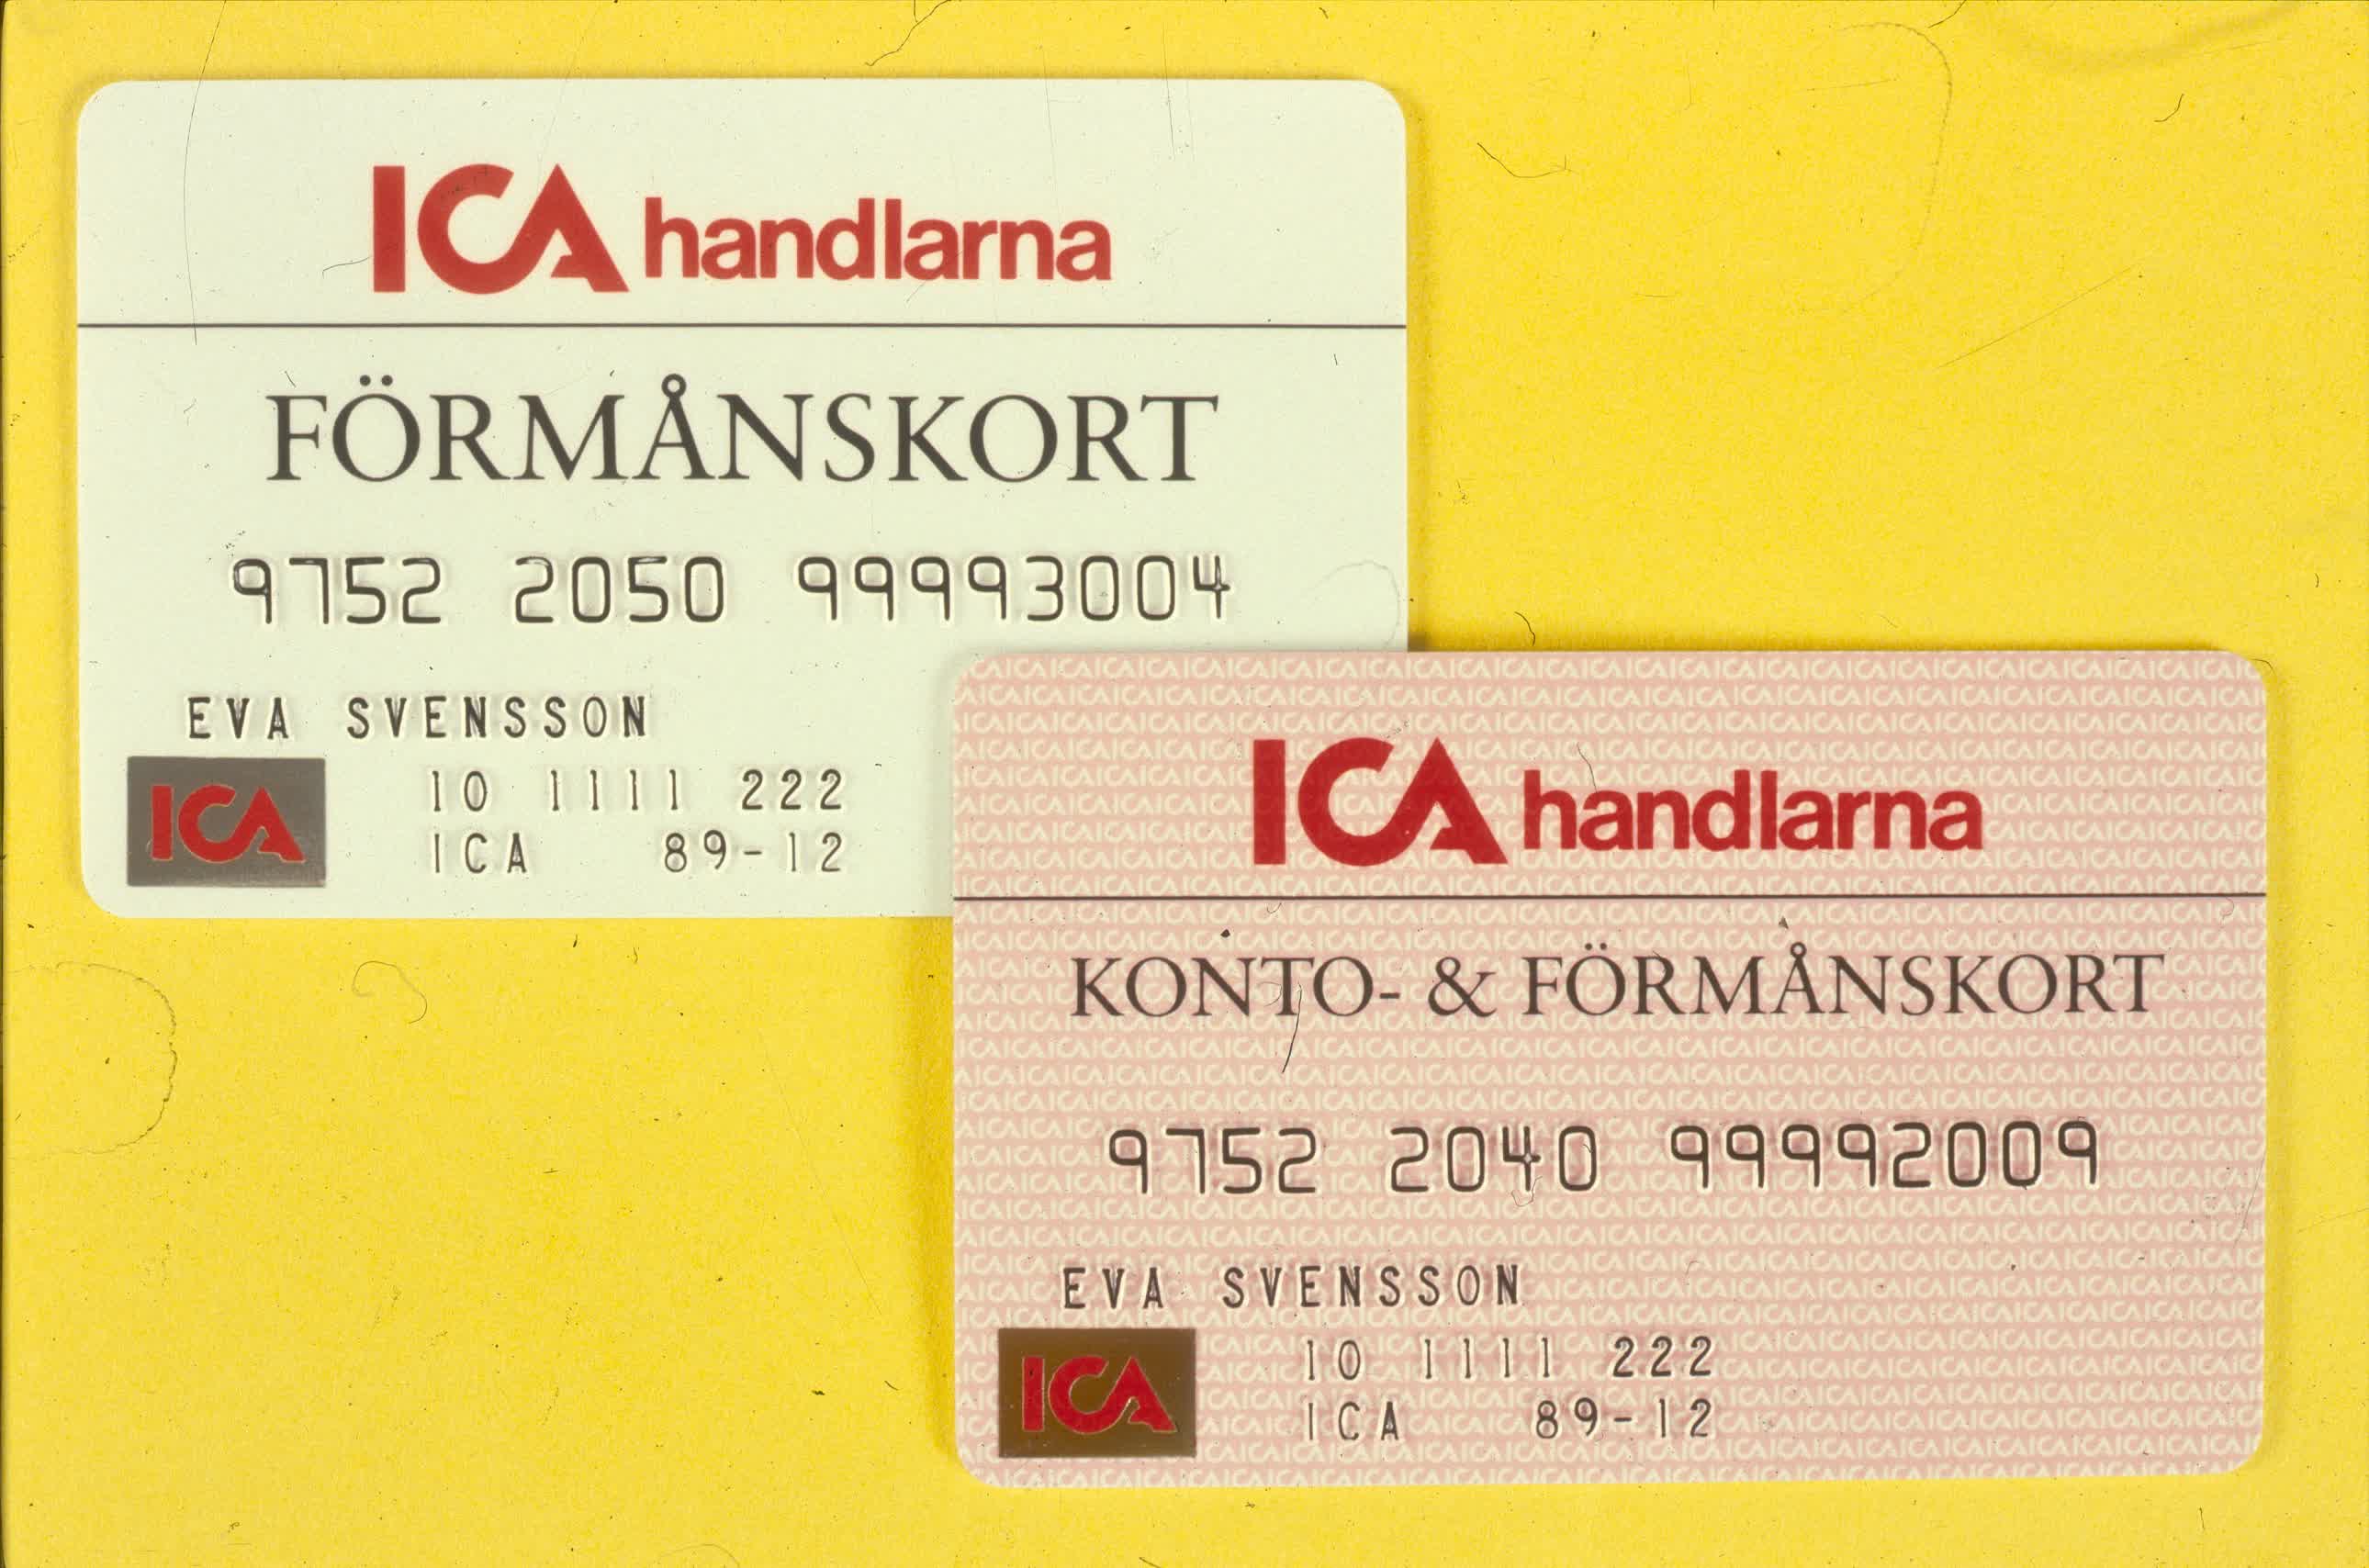 ICA handlarna
FÖRMÅNSKORT
9752 2050 99993004
EVA SVENSSON
ICA
10 1111 222
ICA 89-12
ICA handlarna
KONTO- & FÖRMÅNSKORT
9752 2040 99992009
EVA SVENSSON
ICA
10 1111 222
ICA 89-12